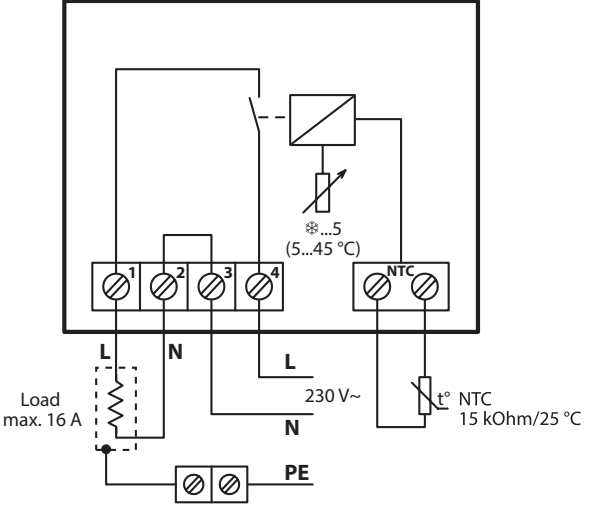 ❄...5
(5...45 °C)
1
2
3
4
NTC
L
N
L
230 V~
N
Load
max. 16 A
t° NTC
15 kOhm/25 °C
PE